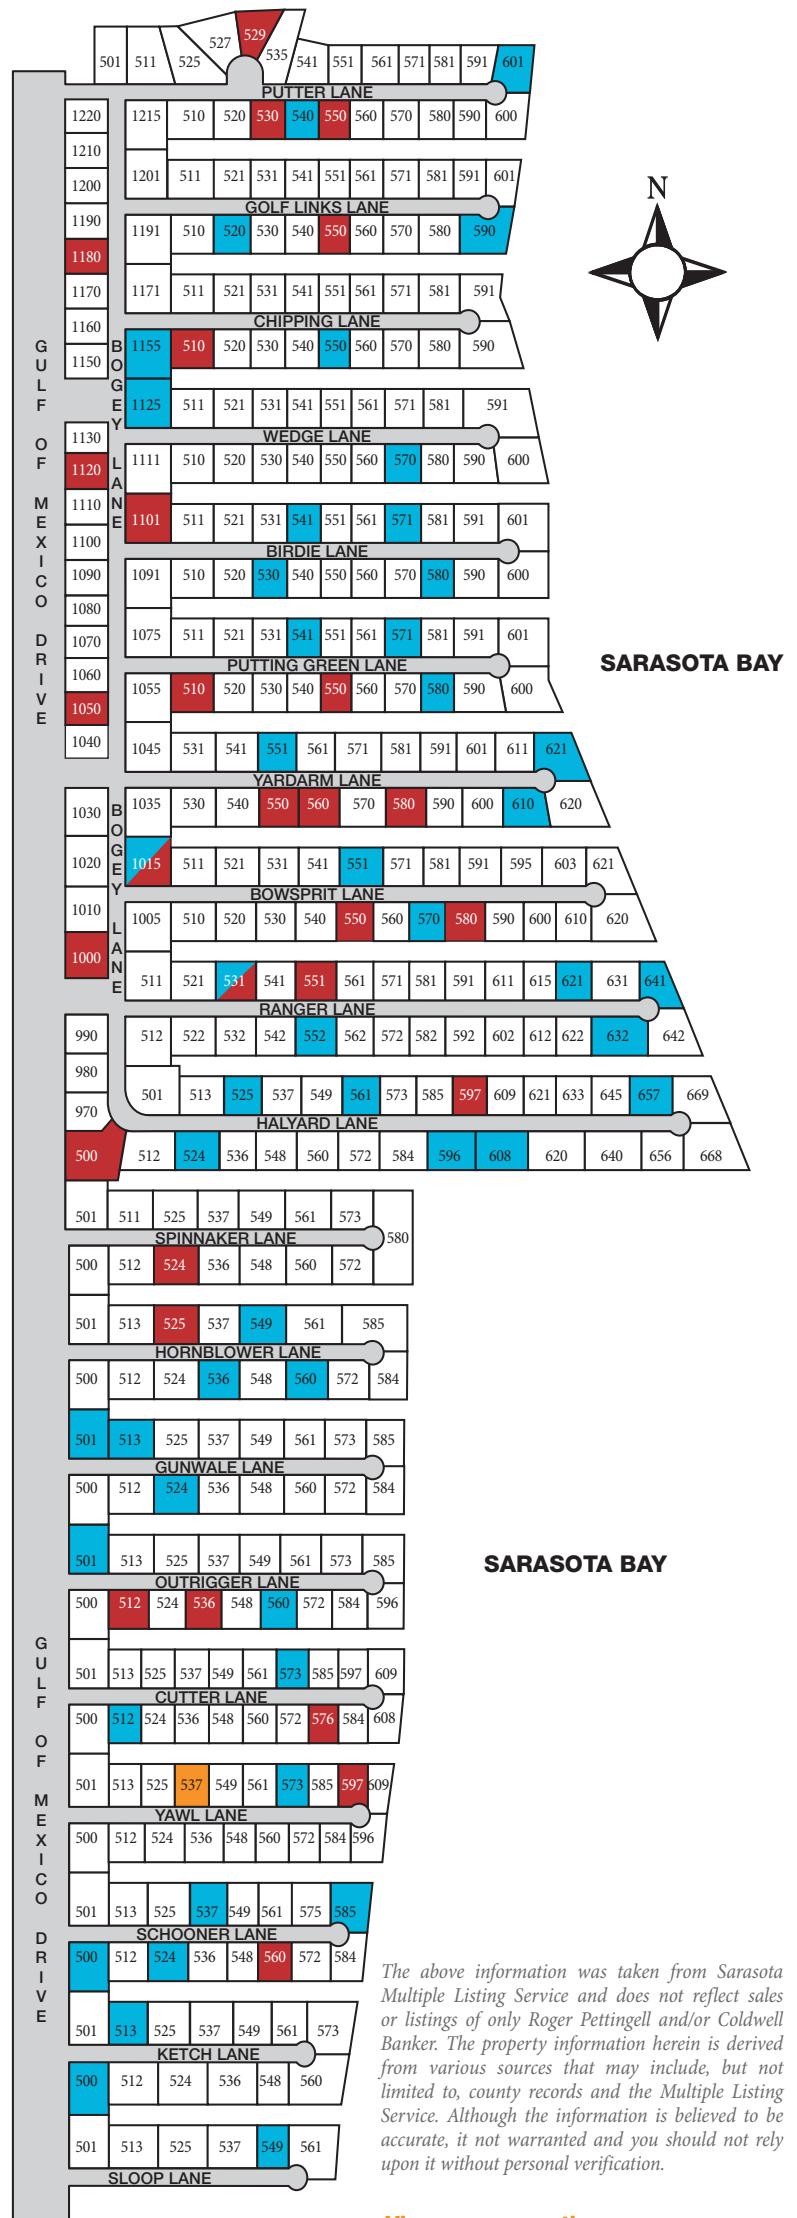 501 511 525 527 529 535 541 551 561 571 581 591 601
PUTTER LANE
1220 1215 510 520 530 540 550 560 570 580 590 600
1210
1200 1201 511 521 531 541 551 561 571 581 591 601
GOLF LINKS LANE
1190 1191 510 520 530 540 550 560 570 580 590
1180
N
1170 1171 511 521 531 541 551 561 571 581 591
CHIPPING LANE
1160
1150 1155 510 520 530 540 550 560 570 580 590
1125 511 521 531 541 551 561 571 581 591
WEDGE LANE
1130
1120 1111 510 520 530 540 550 560 570 580 590 600
1110 1101 511 521 531 541 551 561 571 581 591 601
BIRDIE LANE
1100
1090 1091 510 520 530 540 550 560 570 580 590 600
1080
1070 1075 511 521 531 541 551 561 571 581 591 601
PUTTING GREEN LANE
SARASOTA BAY
1060
1050 1055 510 520 530 540 550 560 570 580 590 600
1040 1045 531 541 551 561 571 581 591 601 611 621
YARDARM LANE
GULF OF MEXICO DRIVE
BOGEY LANE
1030 1035 530 540 550 560 570 580 590 600 610 620
1020 1015 511 521 531 541 551 571 581 591 595 603 621
BOWSPRIT LANE
1010 1005 510 520 530 540 550 560 570 580 590 600 610 620
1000
BOGEY LANE
511 521 531 541 551 561 571 581 591 611 615 621 631 641
RANGER LANE
990 512 522 532 542 552 562 572 582 592 602 612 622 632 642
980
970 501 513 525 537 549 561 573 585 597 609 621 633 645 657 669
HALYARD LANE
500 512 524 536 548 560 572 584 596 608 620 640 656 668
501 511 525 537 549 561 573 580
SPINNAKER LANE
500 512 524 536 548 560 572
501 513 525 537 549 561 585
HORNBLOWER LANE
500 512 524 536 548 560 572 584
501 513 525 537 549 561 573 585
GUNWALE LANE
500 512 524 536 548 560 572 584
501 513 525 537 549 561 573 585
SARASOTA BAY
OUTRIGGER LANE
500 512 524 536 548 560 572 584 596
501 513 525 537 549 561 573 585 597 609
CUTTER LANE
500 512 524 536 548 560 572 576 584 608
501 513 525 537 549 561 573 585 597 609
YAWL LANE
500 512 524 536 548 560 572 584 596
GULF OF MEXICO DRIVE
501 513 525 537 549 561 575 585
SCHOONER LANE
500 512 524 536 548 560 572 584
501 513 525 537 549 561 573
KETCH LANE
500 512 524 536 548 560
501 513 525 537 549 561
SLOOP LANE
The above information was taken from Sarasota
Multiple Listing Service and does not reflect sales
or listings of only Roger Pettingell and/or Coldwell
Banker. The property information herein is derived
from various sources that may include, but not
limited to, county records and the Multiple Listing
Service. Although the information is believed to be
accurate, it not warranted and you should not rely
upon it without personal verification.